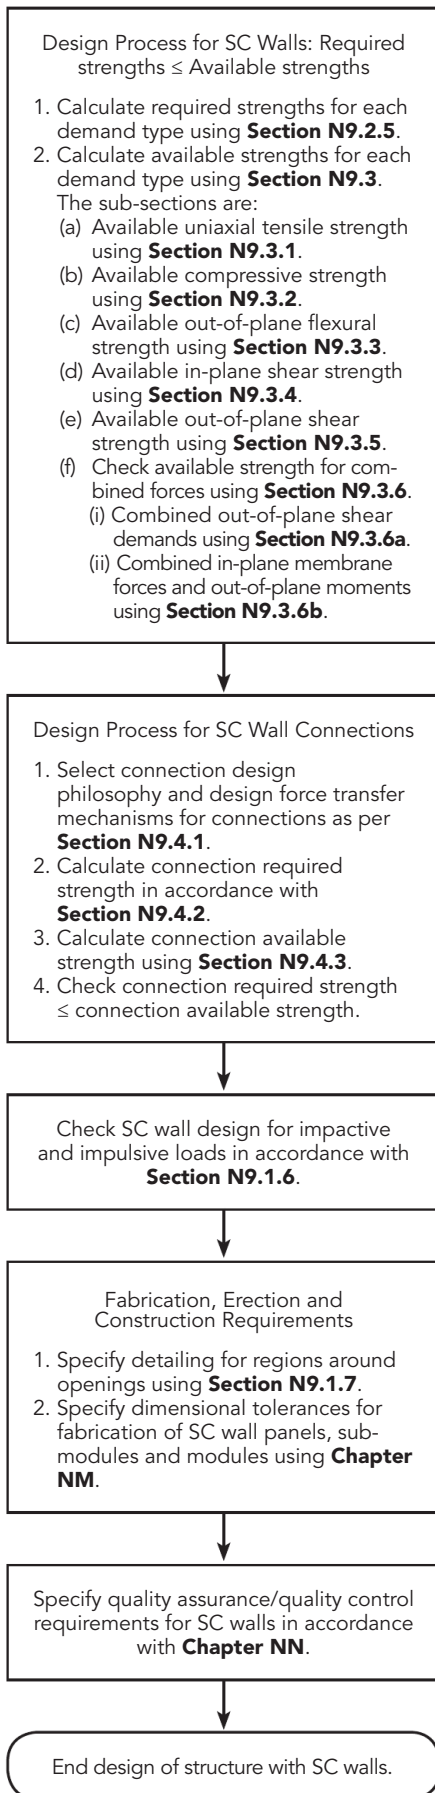 Design Process for SC Walls: Required
strengths ≤ Available strengths
1. Calculate required strengths for each
demand type using Section N9.2.5.
2. Calculate available strengths for each
demand type using Section N9.3.
The sub-sections are:
(a) Available uniaxial tensile strength
using Section N9.3.1.
(b) Available compressive strength
using Section N9.3.2.
(c) Available out-of-plane flexural
strength using Section N9.3.3.
(d) Available in-plane shear strength
using Section N9.3.4.
(e) Available out-of-plane shear
strength using Section N9.3.5.
(f) Check available strength for com-
bined forces using Section N9.3.6.
(i) Combined out-of-plane shear
demands using Section N9.3.6a.
(ii) Combined in-plane membrane
forces and out-of-plane moments
using Section N9.3.6b.
Design Process for SC Wall Connections
1. Select connection design
philosophy and design force transfer
mechanisms for connections as per
Section N9.4.1.
2. Calculate connection required
strength in accordance with
Section N9.4.2.
3. Calculate connection available
strength using Section N9.4.3.
4. Check connection required strength
≤ connection available strength.
Check SC wall design for impactive
and impulsive loads in accordance with
Section N9.1.6.
Fabrication, Erection and
Construction Requirements
1. Specify detailing for regions around
openings using Section N9.1.7.
2. Specify dimensional tolerances for
fabrication of SC wall panels, sub-
modules and modules using Chapter
NM.
Specify quality assurance/quality control
requirements for SC walls in accordance
with Chapter NN.
End design of structure with SC walls.